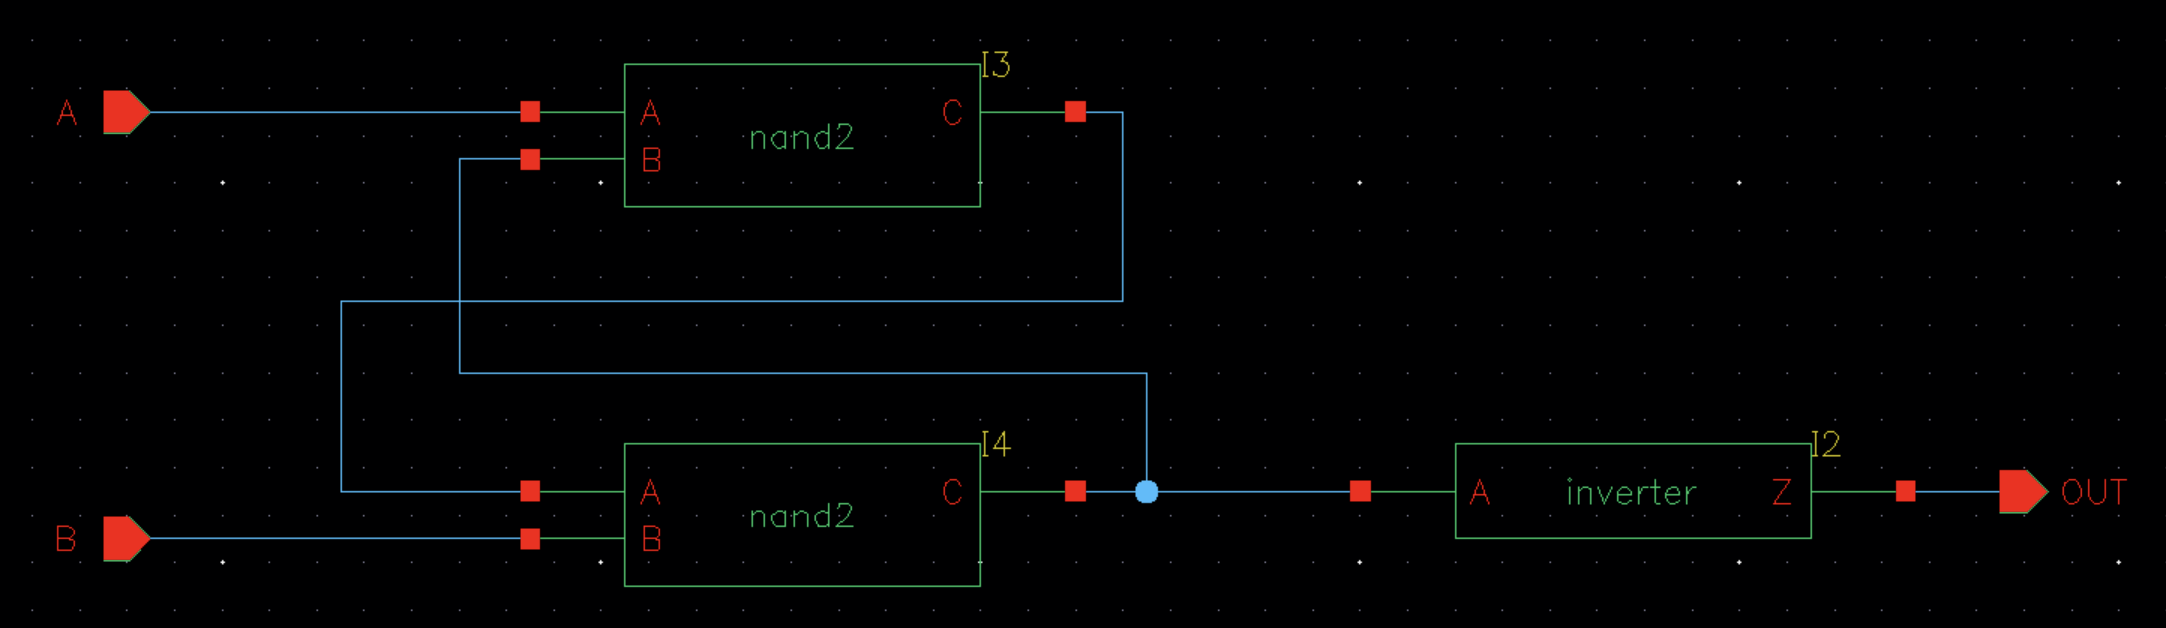 I3
A A C
nand2
B
I4
I2
A C A inverter Z OUT
nand2
B B